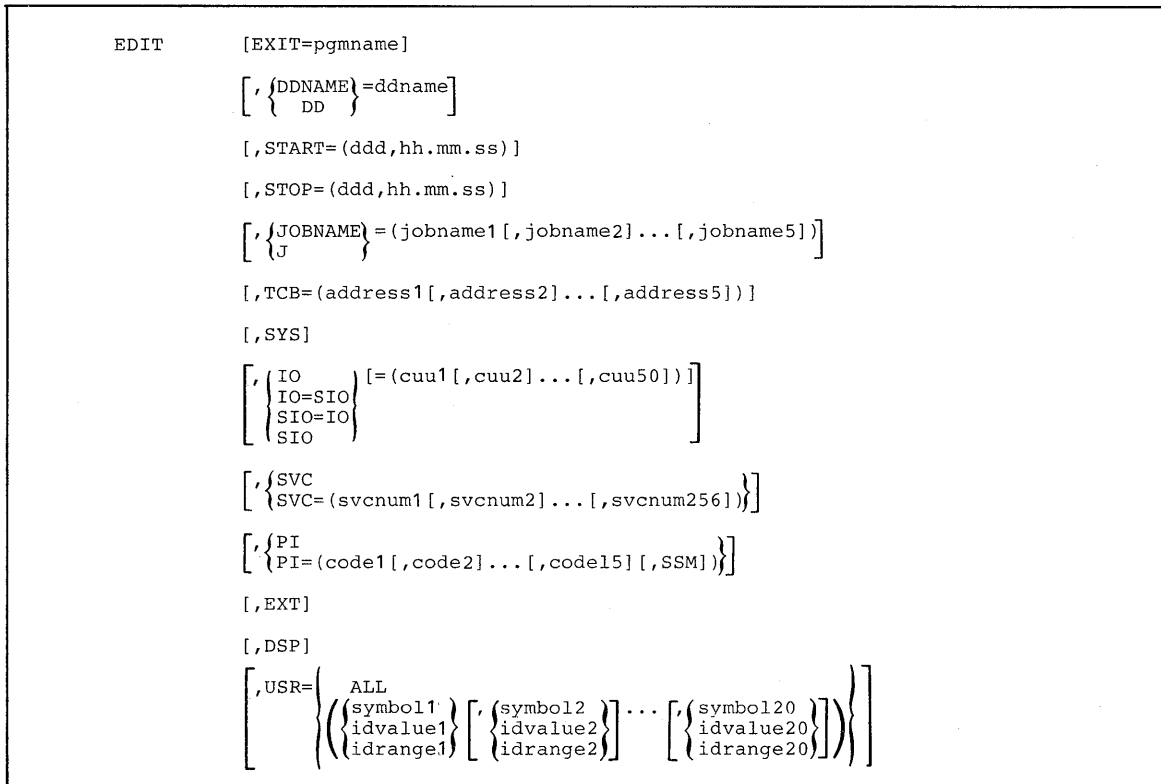 EDIT [EXIT=pgmname]
[, {DDNAME} =ddname]
DD
[,START=(ddd,hh.mm.ss)]
[,STOP=(ddd,hh.mm.ss)]
[, {JOBNAME} =(jobname1[,jobname2]...[,jobname5])]
J
[,TCB=(address1[,address2]...[,address5])]
[,SYS]
[, {IO [=(cuu1[,cuu2]...[,cuu50])]
IO=SIO
SIO=IO
SIO}]
[, {SVC
SVC=(svcnum1[,svcnum2]...[,svcnum256])}]
[, {PI
PI=(code1[,code2]...[,code15][,SSM])}]
[,EXT]
[,DSP]
[,USR={ ALL
({symbol1 [, {symbol2 ]... [, {symbol20
idvalue1 idvalue2 idvalue20
idrange1} idrange2}] idrange20}])}]